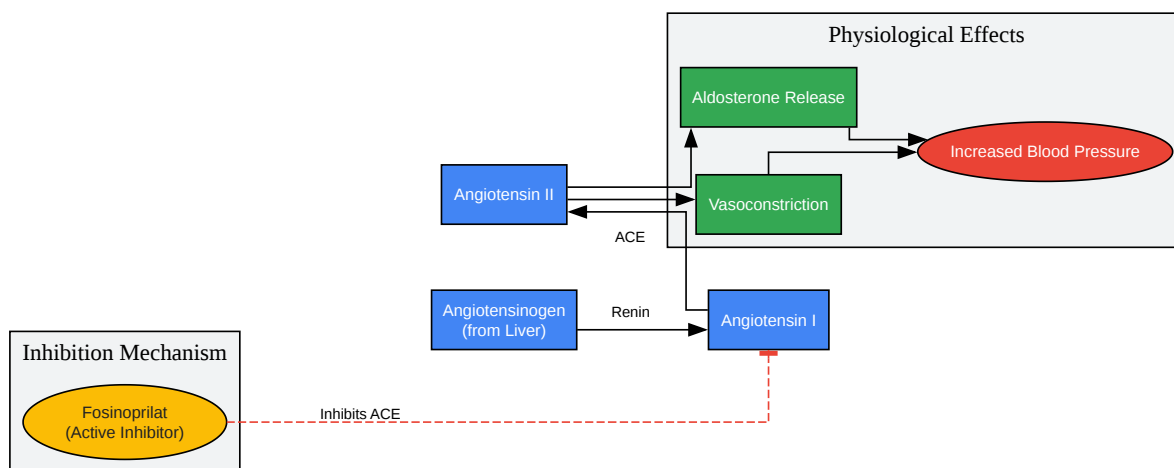 Physiological Effects
Aldosterone Release
Increased Blood Pressure
Angiotensin II
Vasoconstriction
ACE
Angiotensinogen
(from Liver)
Renin
Angiotensin I
Inhibition Mechanism
Fosinoprilat
(Active Inhibitor)
Inhibits ACE